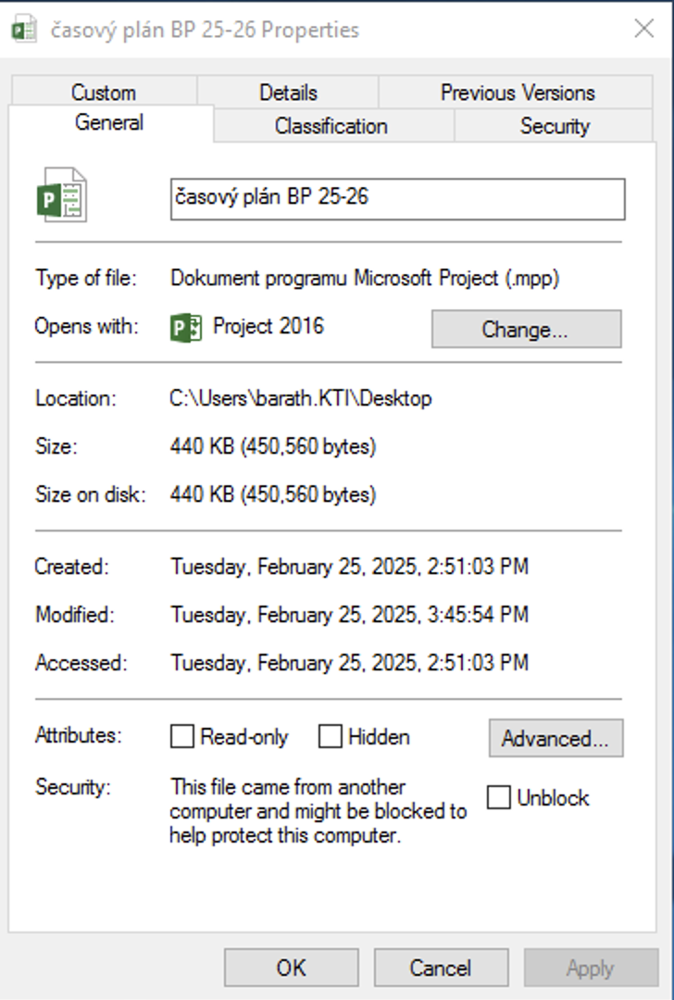 časový plán BP 25-26 Properties
Custom
Details
Previous Versions
General
Classification
Security
časový plán BP 25-26
Type of file: Dokument programu Microsoft Project (.mpp)
Opens with: Project 2016 Change...
Location: C:\Users\barath.KTI\Desktop
Size: 440 KB (450,560 bytes)
Size on disk: 440 KB (450,560 bytes)
Created: Tuesday, February 25, 2025, 2:51:03 PM
Modified: Tuesday, February 25, 2025, 3:45:54 PM
Accessed: Tuesday, February 25, 2025, 2:51:03 PM
Attributes: Read-only Hidden Advanced...
Security: This file came from another
computer and might be blocked to
help protect this computer.
Unblock
OK Cancel Apply